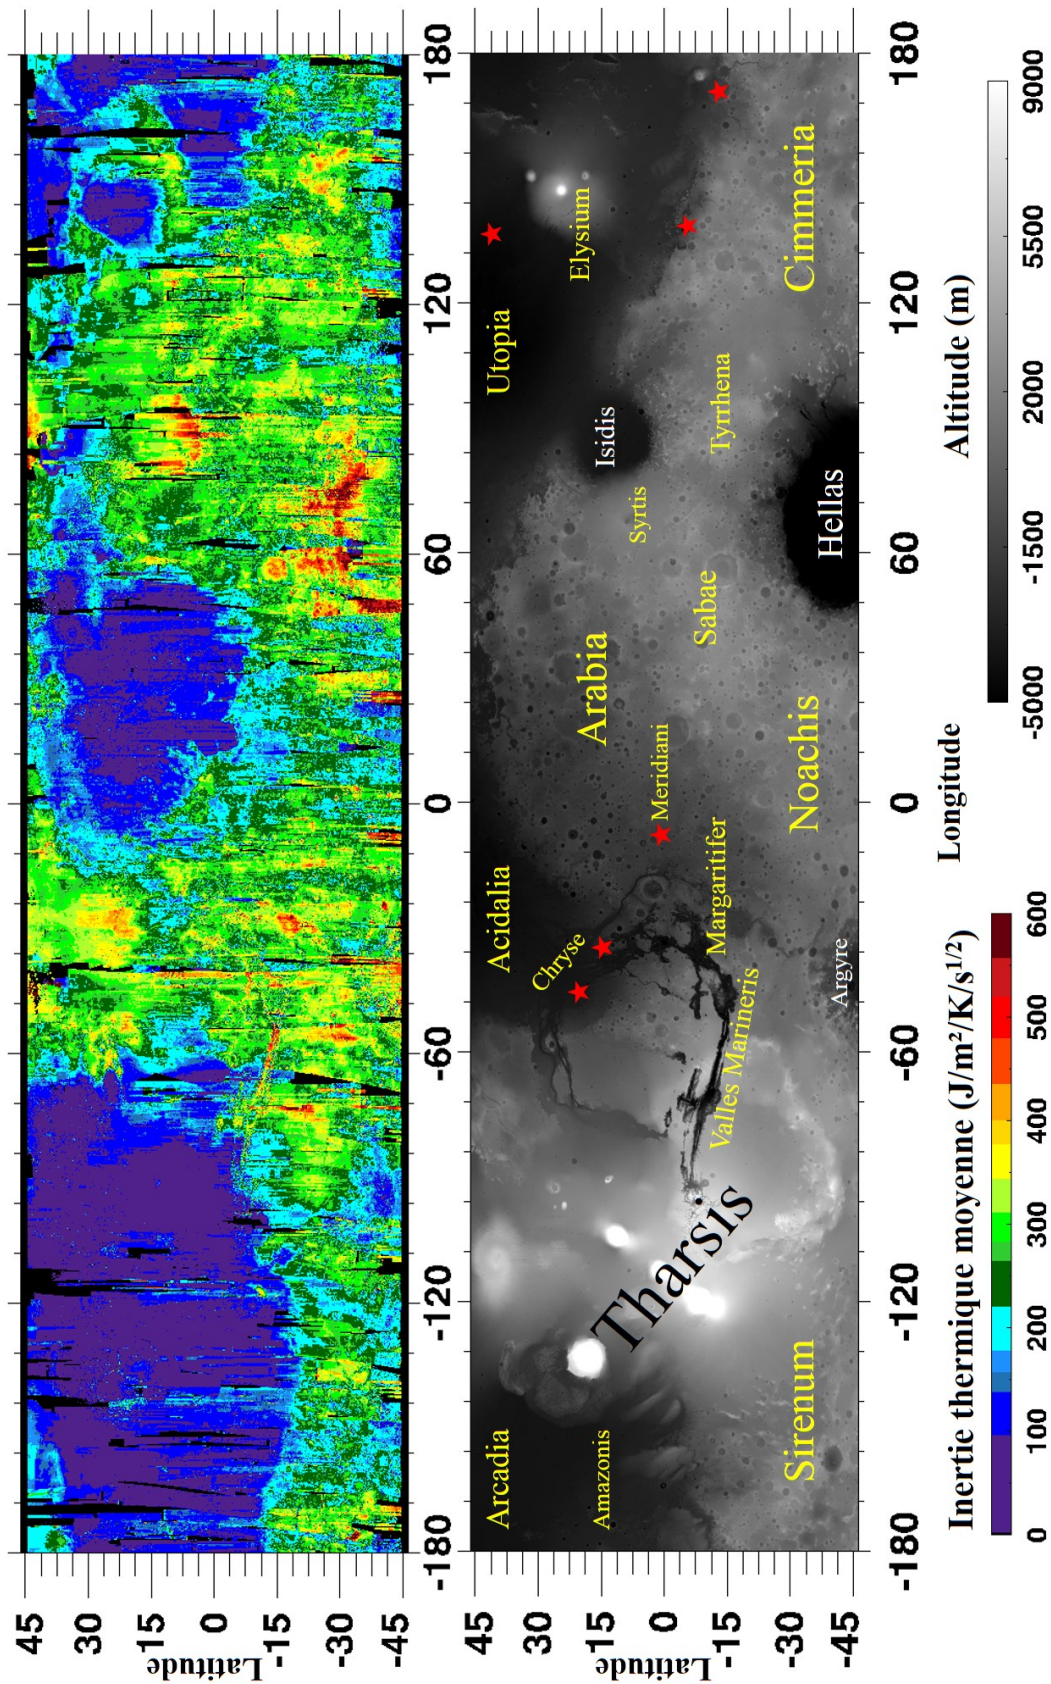 45
30
15
0
-15
-30
-45
Latitude
-180
-120
-60
0
60
120
180
45
30
15
0
-15
-30
-45
Latitude
Arcadia
Acidalia
Utopia
Chryse
Elysium
Amazonis
Arabia
Isidis
Syrtis
Meridiani
Tharsis
Margaritifer
Sabae
Tyrrhena
Valles Marineris
Sirenum
Noachis
Cimmeria
Argyre
Hellas
-180
-120
-60
0
60
120
180
Longitude
Inertie thermique moyenne (J/m²/K/s¹/²)
0
100
200
300
400
500
600
Altitude (m)
-5000
-1500
2000
5500
9000